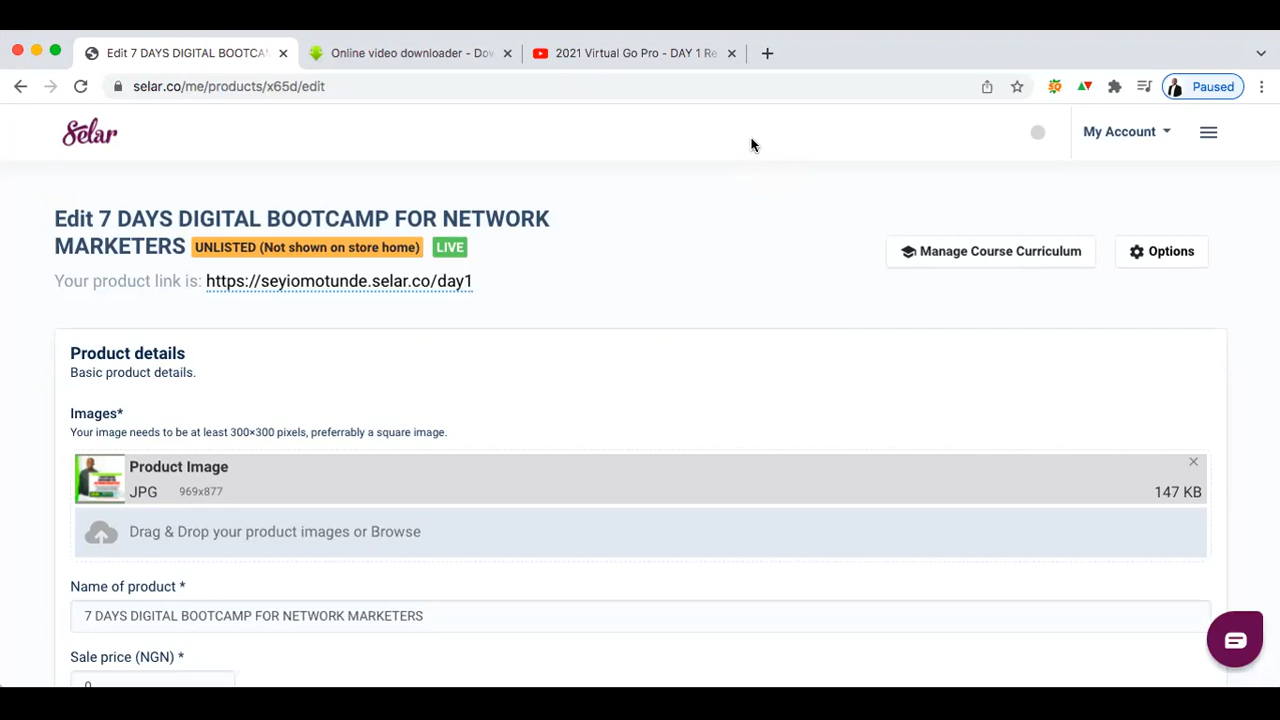 Edit 7 DAYS DIGITAL BOOTCA
Online video downloader - Dov
2021 Virtual Go Pro - DAY 1 Re
selar.co/me/products/x65d/edit
Paused
Selar
My Account
Edit 7 DAYS DIGITAL BOOTCAMP FOR NETWORK
MARKETERS UNLISTED (Not shown on store home) LIVE
Manage Course Curriculum
Options
Your product link is: https://seyiomotunde.selar.co/day1
Product details
Basic product details.
Images*
Your image needs to be at least 300×300 pixels, preferrably a square image.
Product Image
JPG 969x877
147 KB
Drag & Drop your product images or Browse
Name of product *
7 DAYS DIGITAL BOOTCAMP FOR NETWORK MARKETERS
Sale price (NGN) *
0